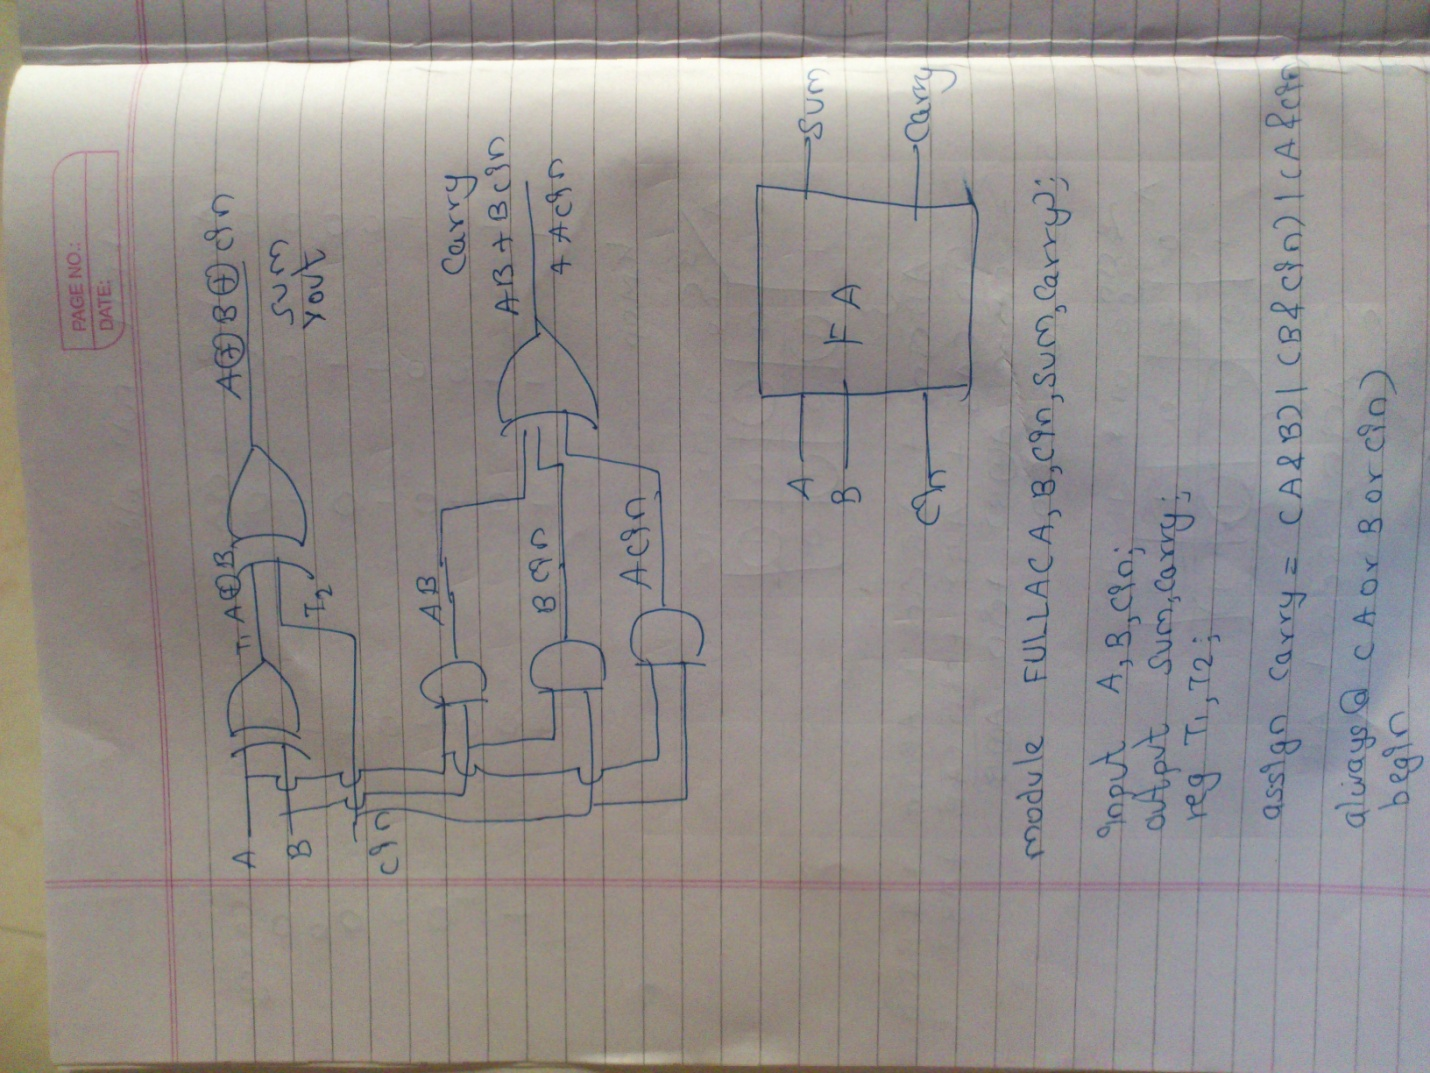 PAGE NO.:
DATE:
A⊕B⊕Cin
T1 A⊕B
A
Sum
Yout
B
T2
Cin
Carry
AB
AB + BCin
+ ACin
BCin
ACin
A
Sum
B
FA
Cin
Carry
module FULLA(A,B,Cin,Sum,Carry);
input A,B,Cin;
output Sum,Carry;
reg T1,T2;
assign Carry = (A&B)|(B&Cin)|(A&Cin
always@(A or B or Cin)
begin